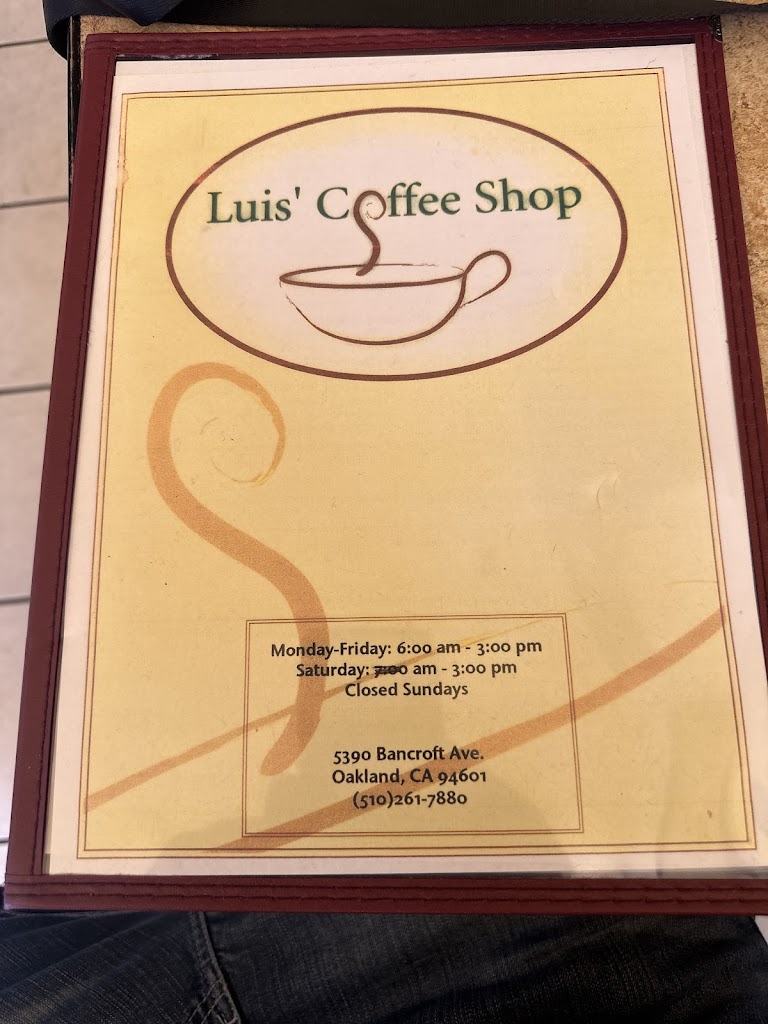 Luis' Coffee Shop
Monday-Friday: 6:00 am - 3:00 pm
Saturday: 7:00 am - 3:00 pm
Closed Sundays
5390 Bancroft Ave.
Oakland, CA 94601
(510)261-7880